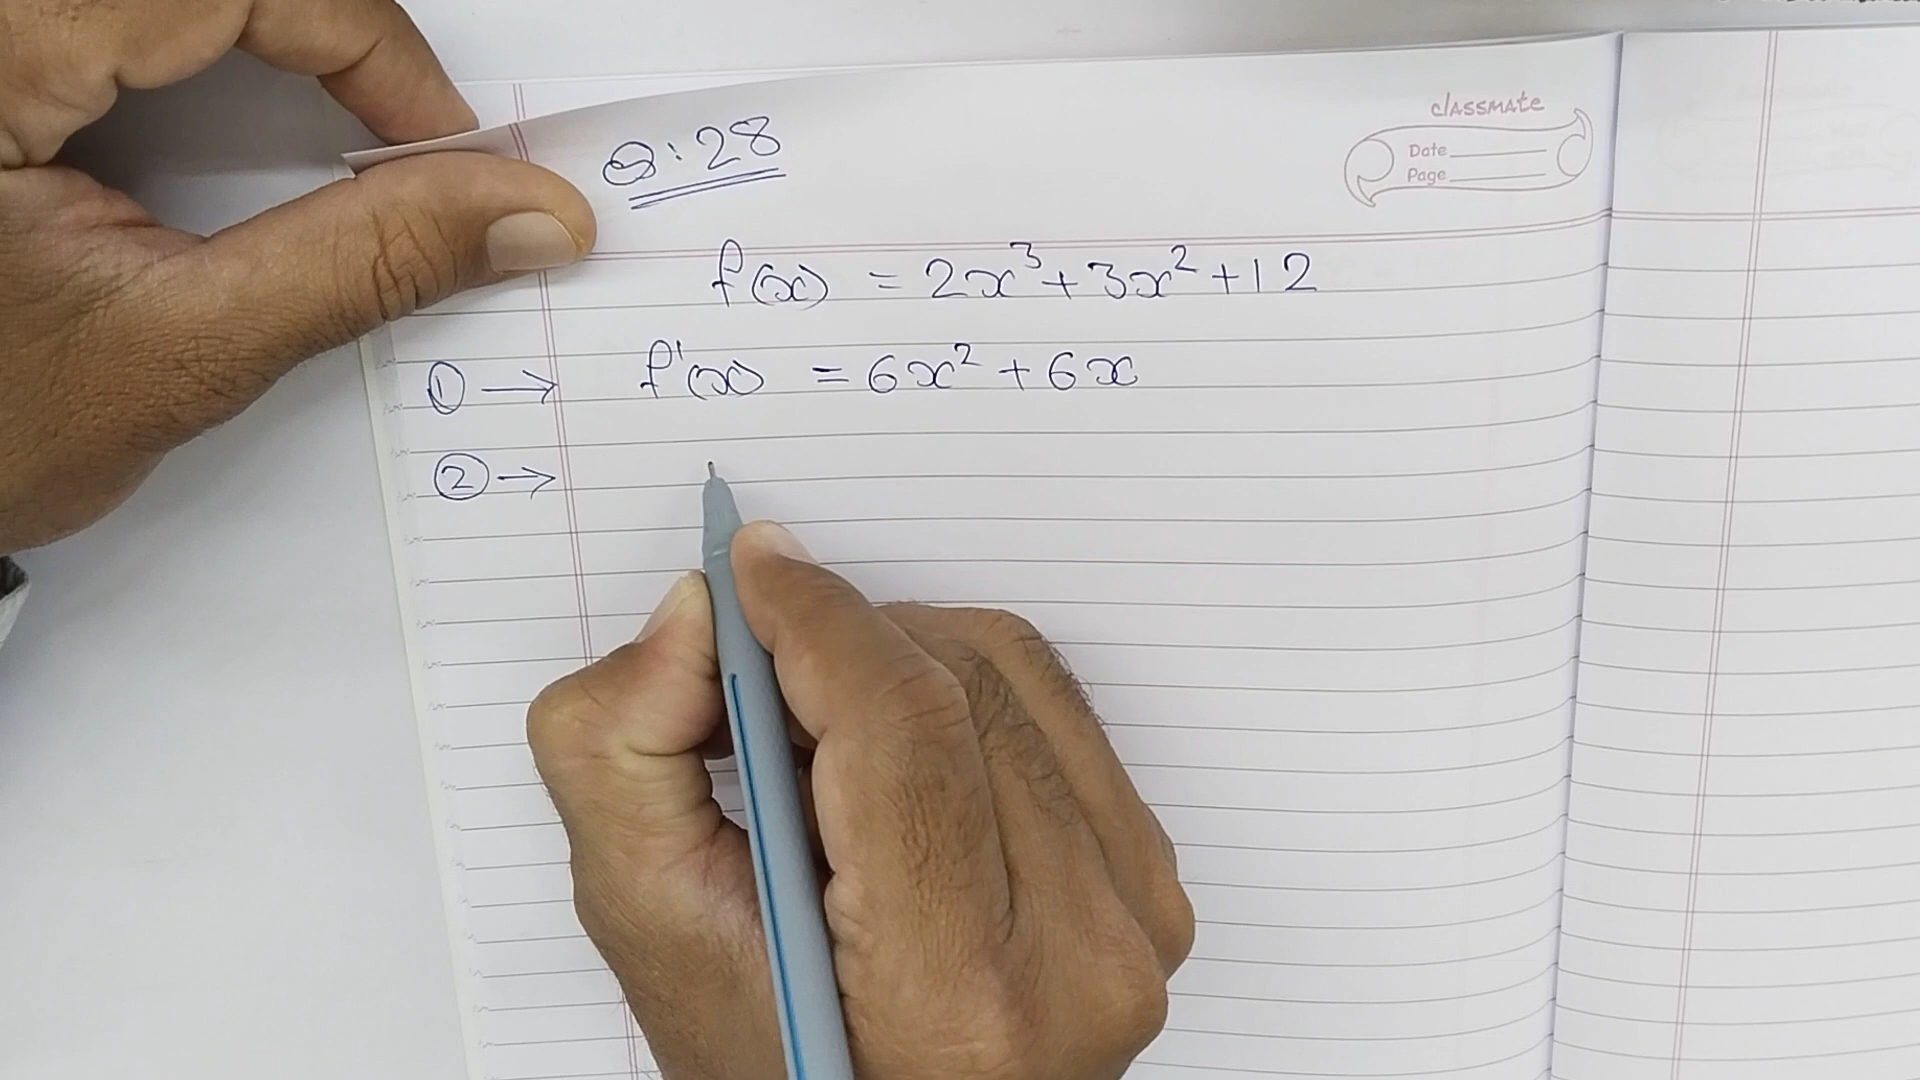 classmate
Date
Page
Q:28
f(x) = 2x³+3x²+12
① → f'(x) = 6x²+6x
② →